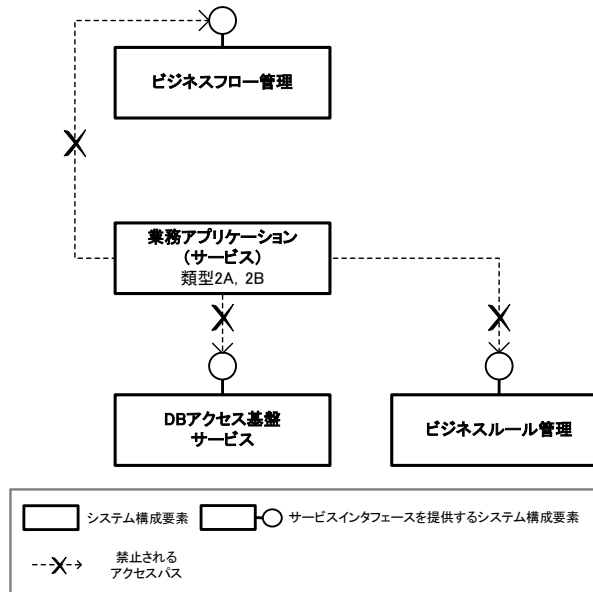 ビジネスフロー管理
業務アプリケーション
(サービス)
類型2A, 2B
DBアクセス基盤
サービス
ビジネスルール管理
システム構成要素
サービスインタフェースを提供するシステム構成要素
禁止される
アクセスパス